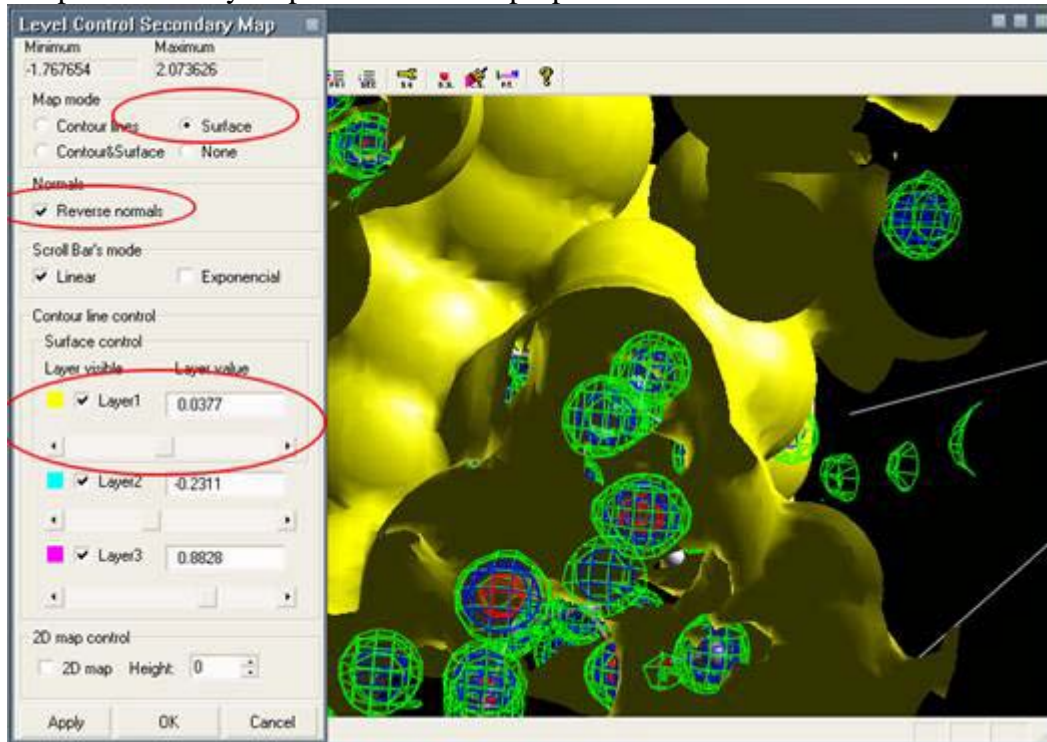 Level Control Secondary Map
Minimum Maximum
-1.767654 2.073626
Map mode
Contour lines Surface
Contour&Surface None
Normals
Reverse normals
Scroll Bar's mode
Linear Exponencial
Contour line control
Surface control
Layer visible Layer value
Layer1 0.0377
Layer2 -0.2311
Layer3 0.8828
2D map control
2D map Height: 0
Apply OK Cancel